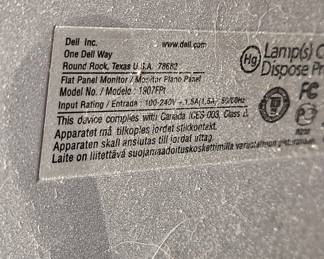 Dell Inc. www.dell.com
One Dell Way
Round Rock, Texas U.S.A. 78682
Flat Panel Monitor / Monitor Plano Panel
Model No. / Modelo : 1907FPt
Input Rating / Entrada : 100-240V ~ 1.5A(1,5A), 50/60Hz
This device complies with Canada ICES-003, Class
Apparatet må tilkoples jordet stikkontakt.
Apparaten skall anslutas till jordat uttag.
Laite on liitettävä suojamaadoituskoskettimilla varustettuun
Hg Lamp(s) C
Dispose Pr
FC